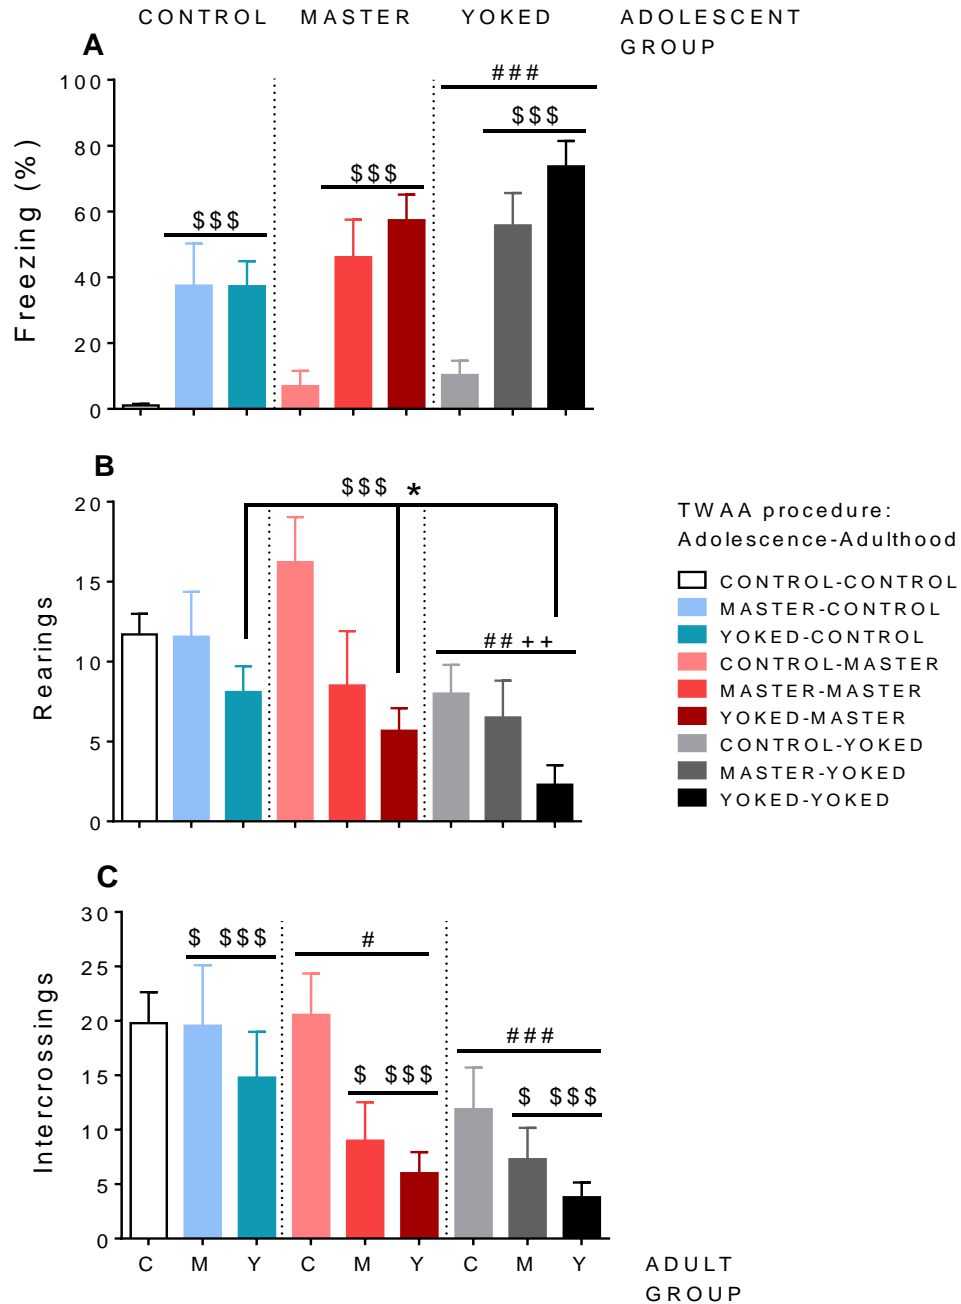 CONTROL MASTER YOKED ADOLESCENT
GROUP
A
###
$$$
$$$
$$$
100
80
60
40
20
0
Freezing (%)
B
$$$ *
## ++
20
15
10
5
0
Rearings
TWAA procedure:
Adolescence-Adulthood
CONTROL-CONTROL
MASTER-CONTROL
YOKED-CONTROL
CONTROL-MASTER
MASTER-MASTER
YOKED-MASTER
CONTROL-YOKED
MASTER-YOKED
YOKED-YOKED
C
$ $$$
#
###
$ $$$
$ $$$
30
25
20
15
10
5
0
Intercrossings
C M Y C M Y C M Y
ADULT
GROUP